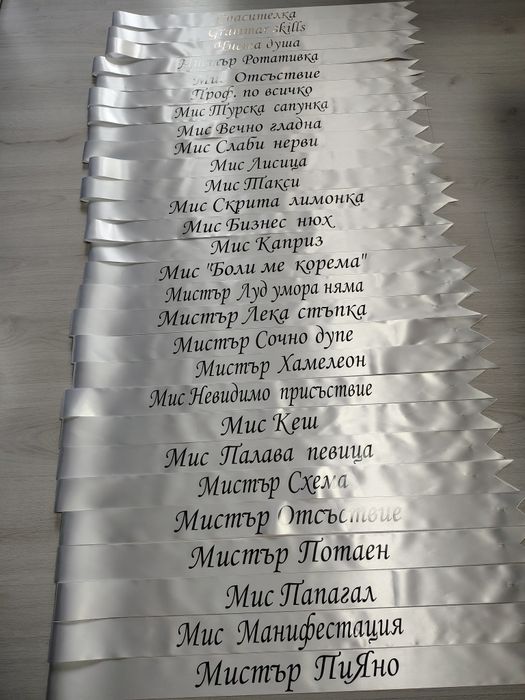 Спасителка
Grammar skills
Чиста душа
Мистър Ротативка
Мис Отсъствие
Проф. по всичко
Мис Турска сапунка
Мис Вечно гладна
Мис Слаби нерви
Мис Лисица
Мис Такси
Мис Скрита лимонка
Мис Бизнес нюх
Мис Каприз
Мис "Боли ме корема"
Мистър Луд умора няма
Мистър Лека стъпка
Мистър Сочно дупе
Мистър Хамелеон
Мис Невидимо присъствие
Мис Кеш
Мис Палава певица
Мистър Схема
Мистър Отсъствие
Мистър Потаен
Мис Папагал
Мис Манифестация
Мистър ПиЯно